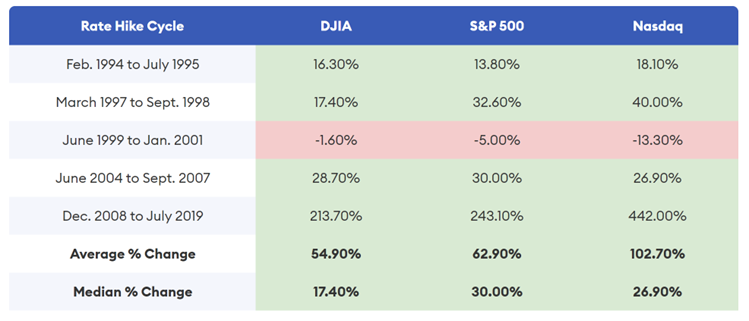 Rate Hike Cycle DJIA S&P 500 Nasdaq
Feb. 1994 to July 1995 16.30% 13.80% 18.10%
March 1997 to Sept. 1998 17.40% 32.60% 40.00%
June 1999 to Jan. 2001 -1.60% -5.00% -13.30%
June 2004 to Sept. 2007 28.70% 30.00% 26.90%
Dec. 2008 to July 2019 213.70% 243.10% 442.00%
Average % Change 54.90% 62.90% 102.70%
Median % Change 17.40% 30.00% 26.90%